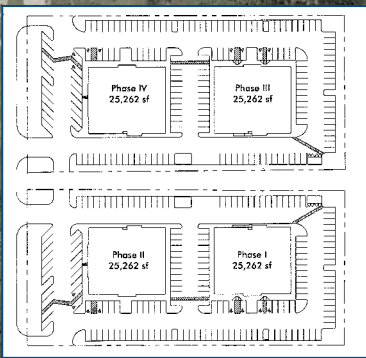 Phase IV
25,262 sf
Phase III
25,262 sf
Phase II
25,262 sf
Phase I
25,262 sf